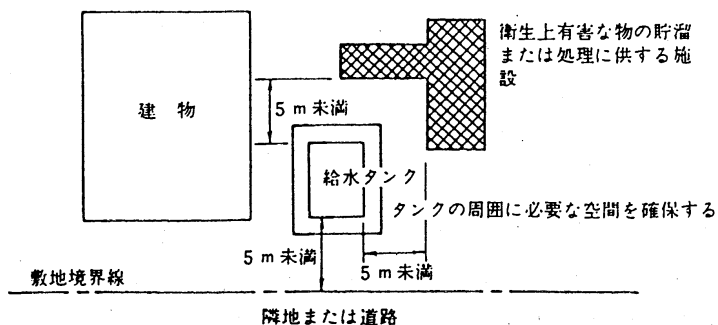 衛生上有害な物の貯溜
または処理に供する施
設
建物
5m未満
給水タンク
タンクの周囲に必要な空間を確保する
5m未満
5m未満
敷地境界線
隣地または道路